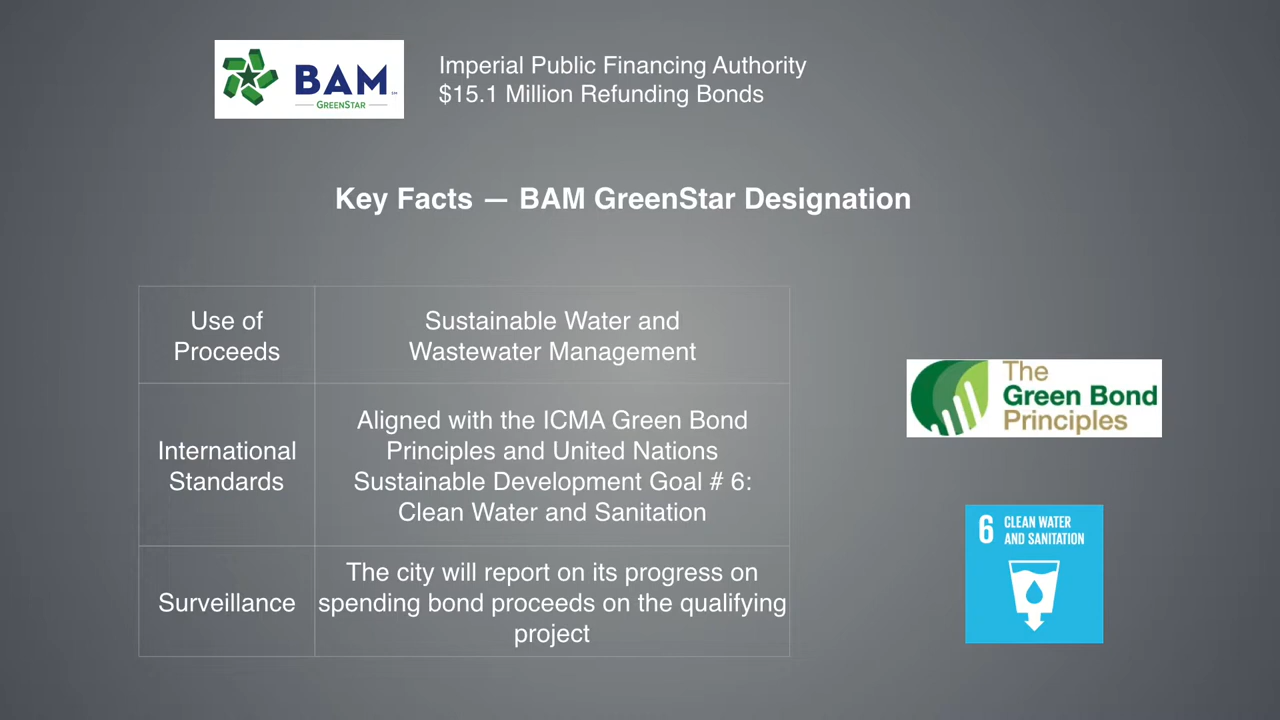 BAM
GREENSTAR
Imperial Public Financing Authority
$15.1 Million Refunding Bonds
Key Facts — BAM GreenStar Designation
Use of
Proceeds
Sustainable Water and
Wastewater Management
International
Standards
Aligned with the ICMA Green Bond
Principles and United Nations
Sustainable Development Goal # 6:
Clean Water and Sanitation
Surveillance
The city will report on its progress on
spending bond proceeds on the qualifying
project
The
Green Bond
Principles
6 CLEAN WATER
AND SANITATION